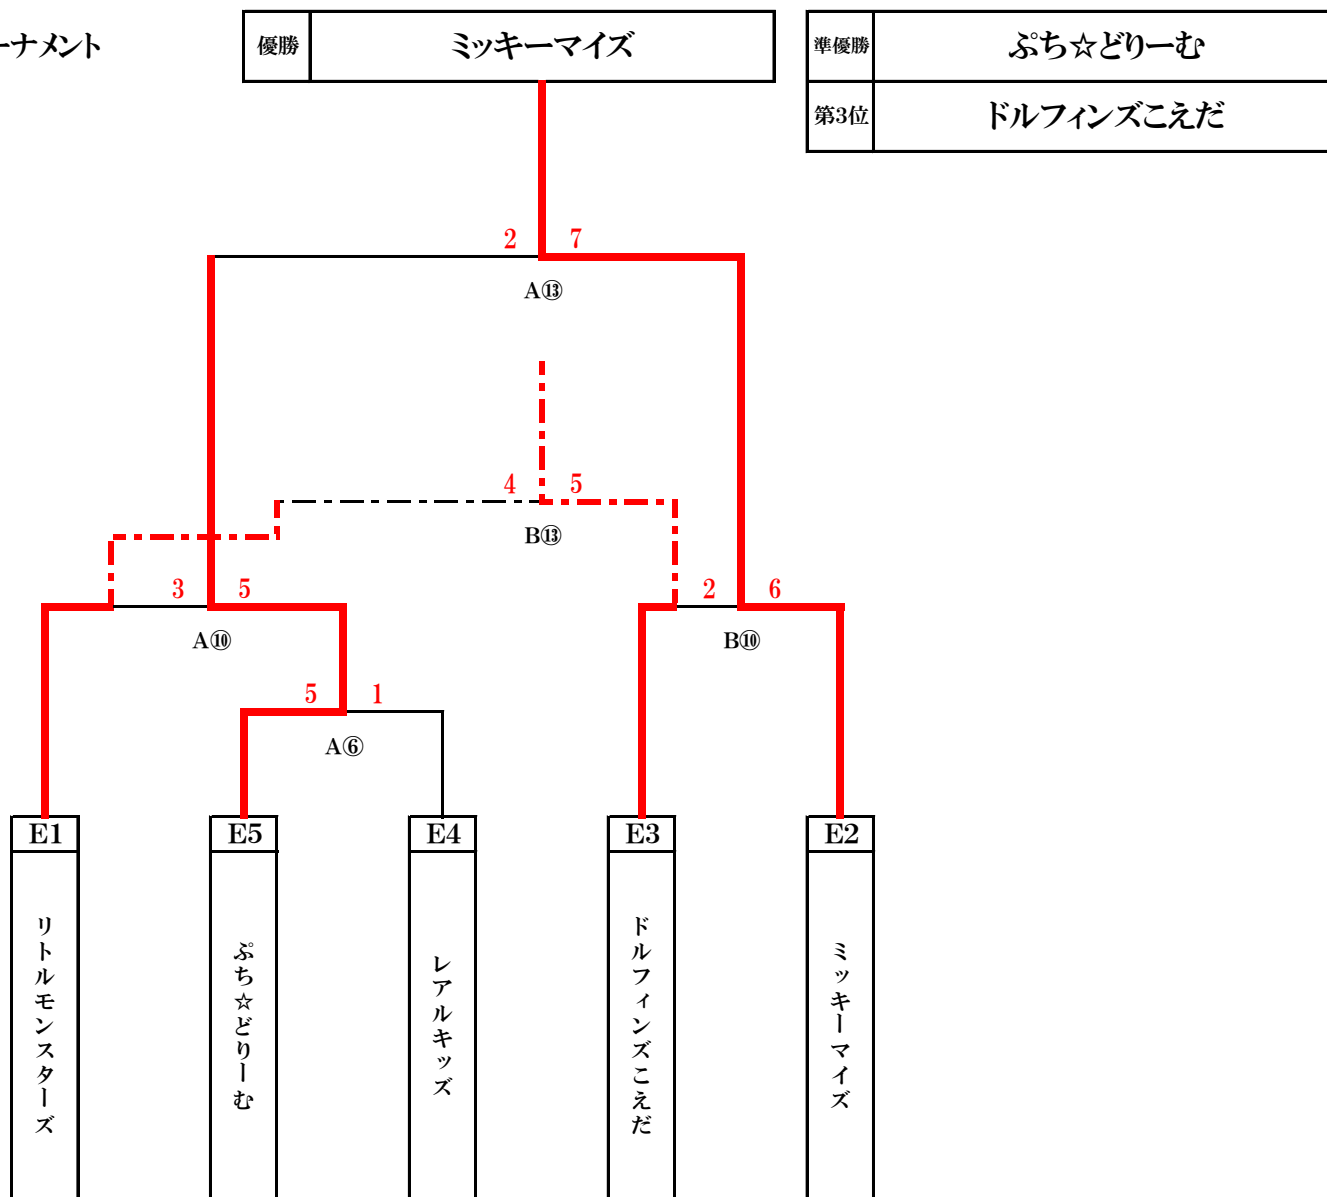 ーナメント
優勝
ミッキーマイズ
準優勝
ぷち☆どりーむ
第3位
ドルフィンズこえだ
2
7
A⑬
4
5
B⑬
3
5
A⑩
2
6
B⑩
5
1
A⑥
E1
E5
E4
E3
E2
リトルモンスターズ
ぷち☆どりーむ
レアルキッズ
ドルフィンズこえだ
ミッキーマイズ